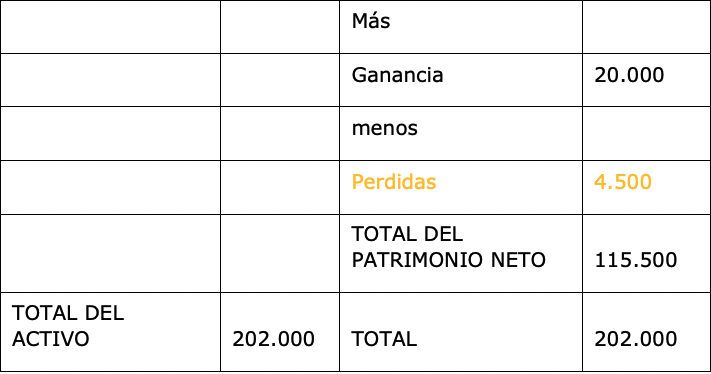 Más
Ganancia 20.000
menos
Perdidas 4.500
TOTAL DEL
PATRIMONIO NETO 115.500
TOTAL DEL
ACTIVO 202.000 TOTAL 202.000